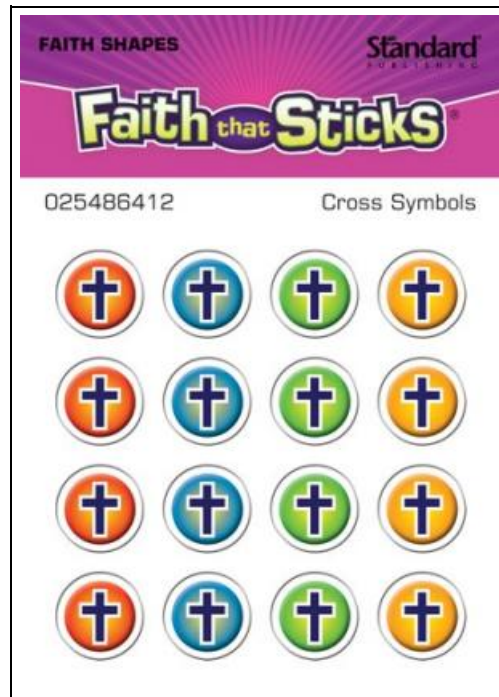 FAITH SHAPES
Standard
PUBLISHING
Faith that Sticks®
025486412 Cross Symbols